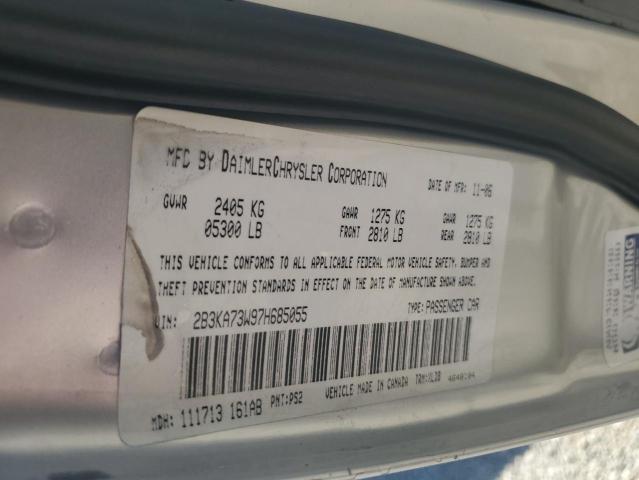 MFD BY DAIMLERCHRYSLER CORPORATION
DATE OF MFR: 11-06
GVWR 2405 KG
05300 LB
GAWR FRONT 1275 KG
2810 LB
GAWR REAR 1275 KG
2810 LB
THIS VEHICLE CONFORMS TO ALL APPLICABLE FEDERAL MOTOR VEHICLE SAFETY, BUMPER AND
THEFT PREVENTION STANDARDS IN EFFECT ON THE DATE OF MANUFACTURE SHOWN ABOVE.
VIN: 2B3KA73W97H685055
TYPE: PASSENGER CAR
MDH: 111713 161AB
PNT: PS2
VEHICLE MADE IN CANADA
WARNING